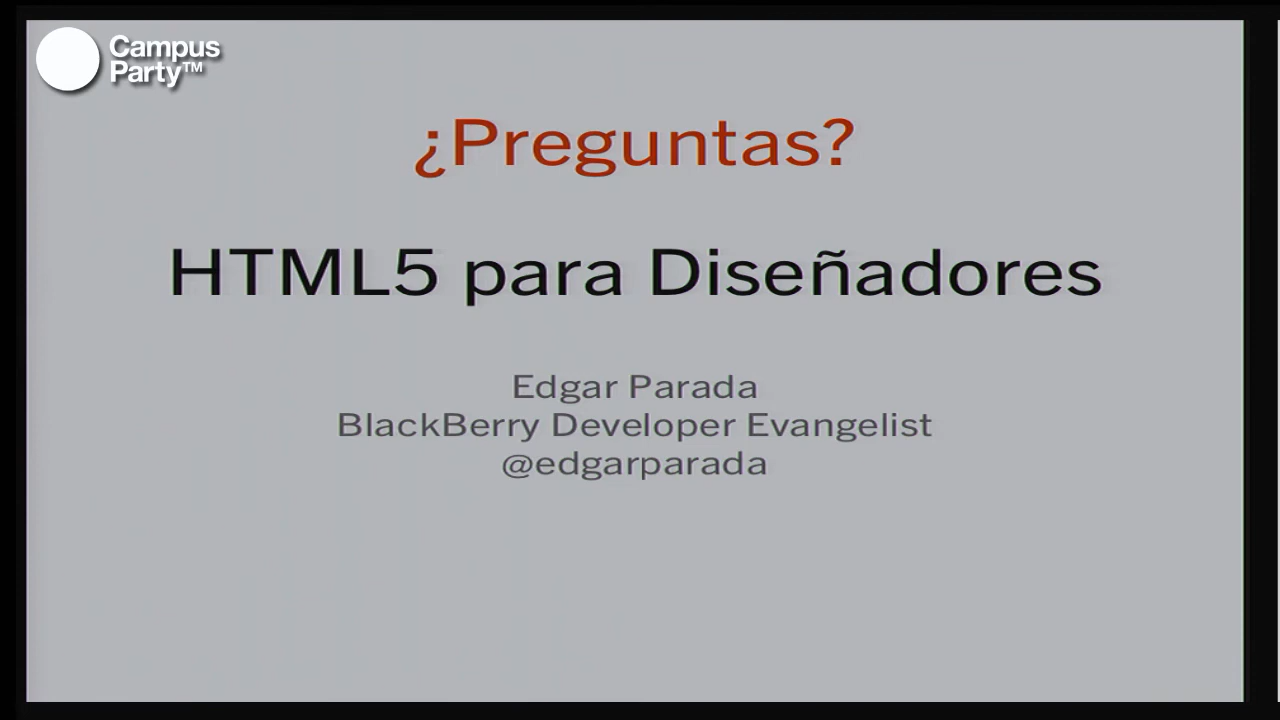 Campus
Party™
¿Preguntas?
HTML5 para Diseñadores
Edgar Parada
BlackBerry Developer Evangelist
@edgarparada